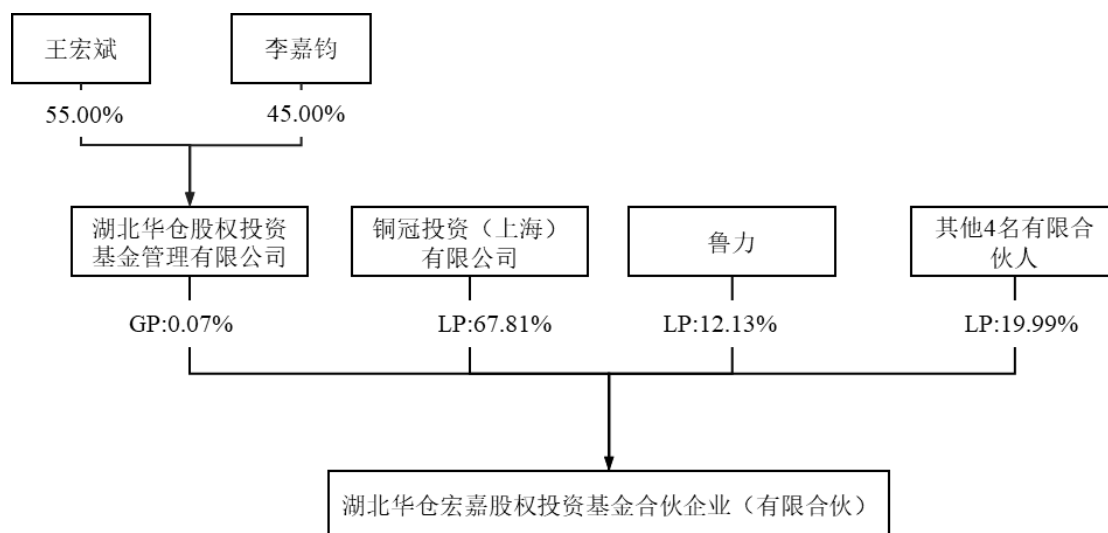 王宏斌
李嘉钧
55.00%
45.00%
湖北华仓股权投资
基金管理有限公司
铜冠投资（上海）
有限公司
鲁力
其他4名有限合
伙人
GP:0.07%
LP:67.81%
LP:12.13%
LP:19.99%
湖北华仓宏嘉股权投资基金合伙企业（有限合伙）